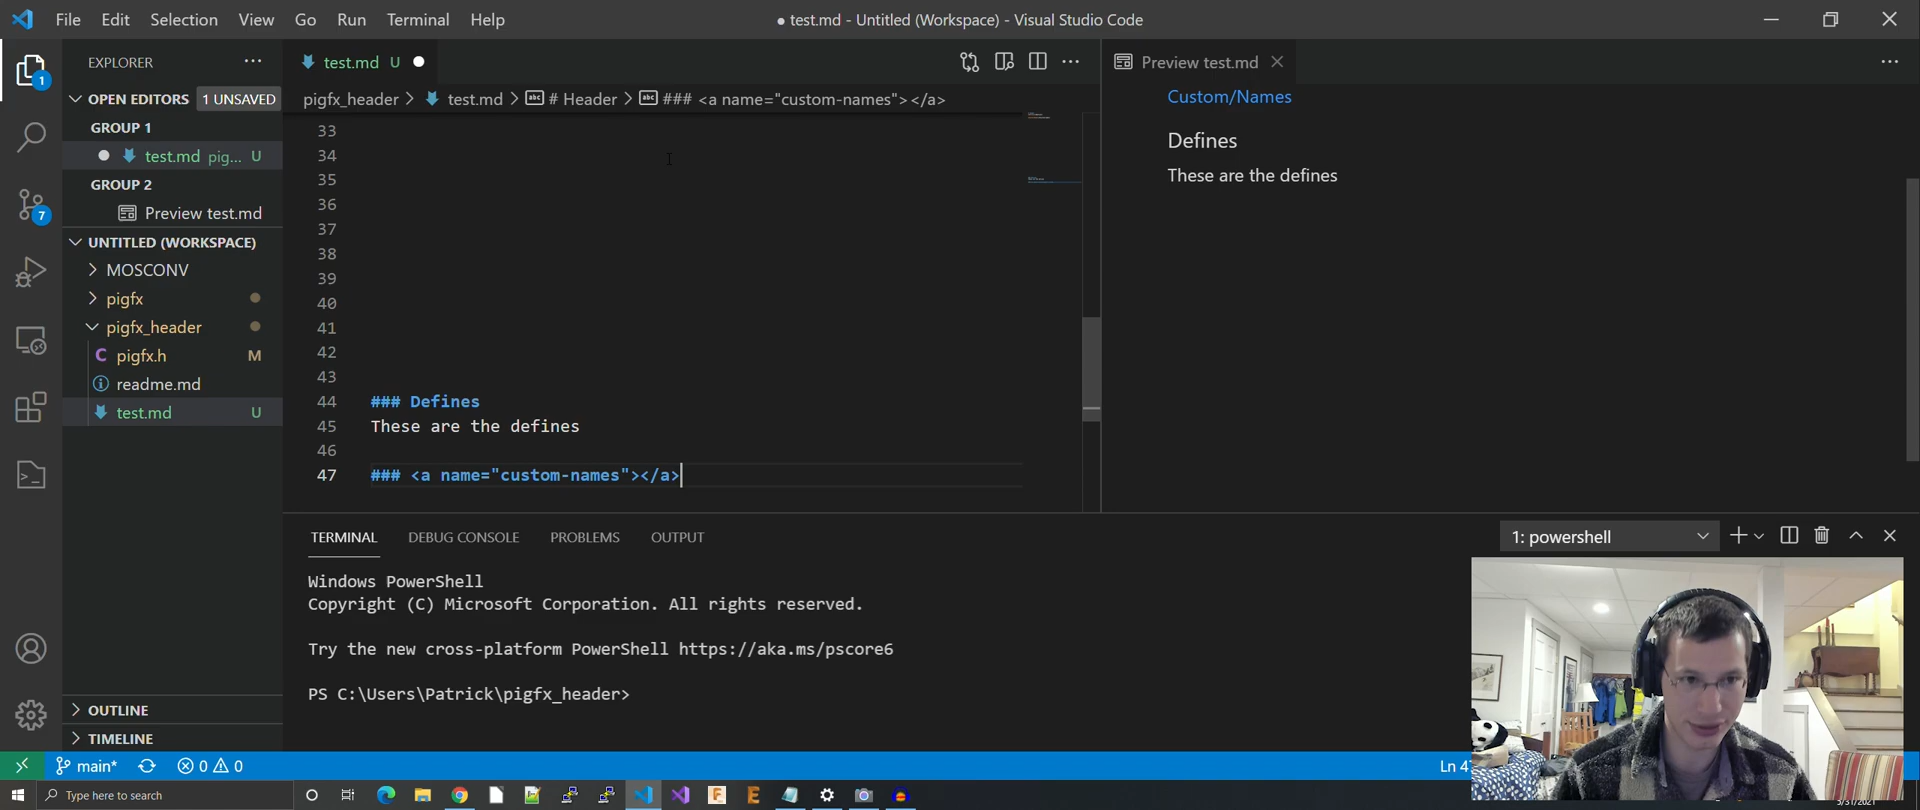 File Edit Selection View Go Run Terminal Help
● test.md - Untitled (Workspace) - Visual Studio Code
1
EXPLORER ...
OPEN EDITORS 1 UNSAVED
GROUP 1
test.md pig... U
GROUP 2
Preview test.md
7
UNTITLED (WORKSPACE)
MOSCONV
pigfx
pigfx_header
C pigfx.h M
readme.md
test.md U
OUTLINE
TIMELINE
test.md U
pigfx_header > test.md > # Header > ### <a name="custom-names"></a>
33
34
35
36
37
38
39
40
41
42
43
44 ### Defines
45 These are the defines
46
47 ### <a name="custom-names"></a>
Preview test.md
Custom/Names
Defines
These are the defines
TERMINAL DEBUG CONSOLE PROBLEMS OUTPUT
1: powershell
Windows PowerShell
Copyright (C) Microsoft Corporation. All rights reserved.
Try the new cross-platform PowerShell https://aka.ms/pscore6
PS C:\Users\Patrick\pigfx_header>
main* 0 0
Type here to search
3/31/2021